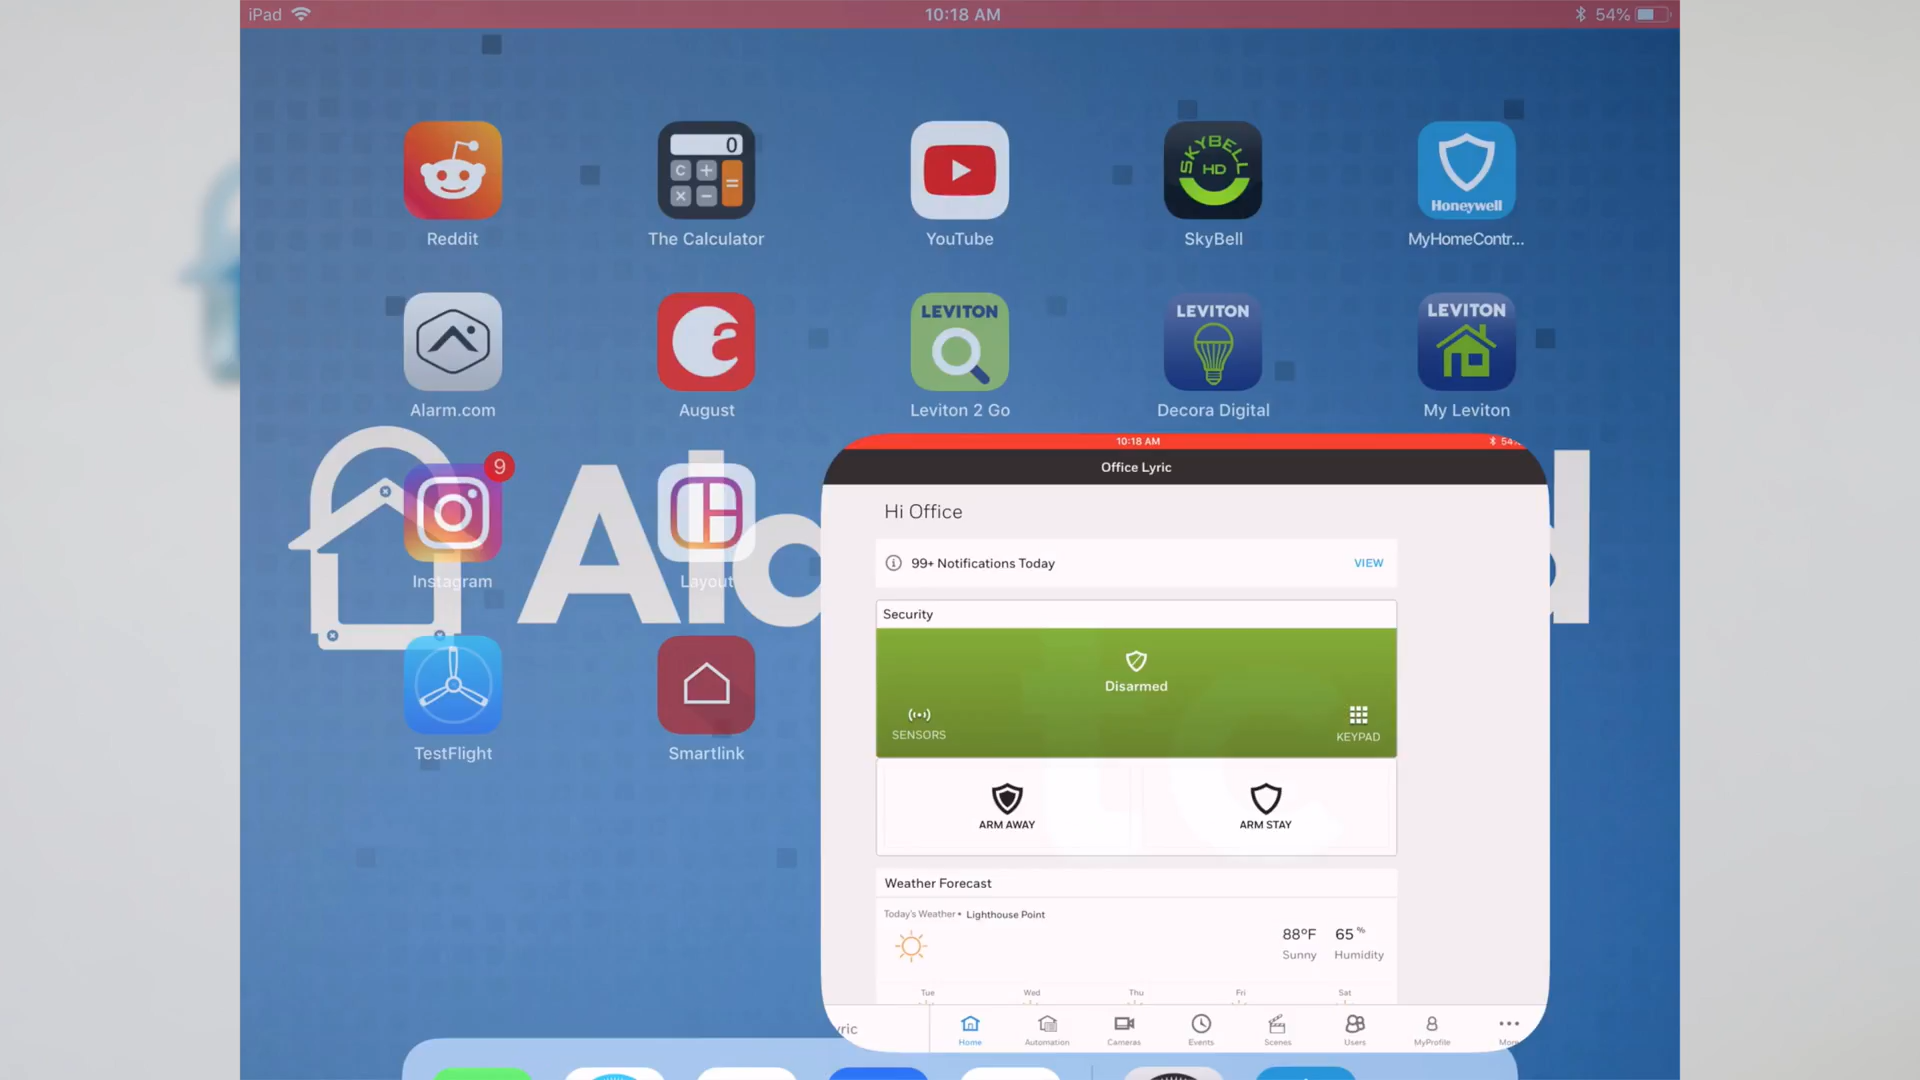 iPad
10:18 AM
54%
0
C + = × −
SKYBELL
HD
Honeywell
Reddit
The Calculator
YouTube
SkyBell
MyHomeContr...
a
LEVITON
LEVITON
LEVITON
Alarm.com
August
Leviton 2 Go
Decora Digital
My Leviton
9
Instagram
Layout
TestFlight
Smartlink
10:18 AM
54%
Office Lyric
Hi Office
99+ Notifications Today
VIEW
Security
Disarmed
SENSORS
KEYPAD
ARM AWAY
ARM STAY
Weather Forecast
Today's Weather • Lighthouse Point
88°F
65 %
Sunny
Humidity
Tue
Wed
Thu
Fri
Sat
yric
Home
Automation
Cameras
Events
Scenes
Users
MyProfile
More